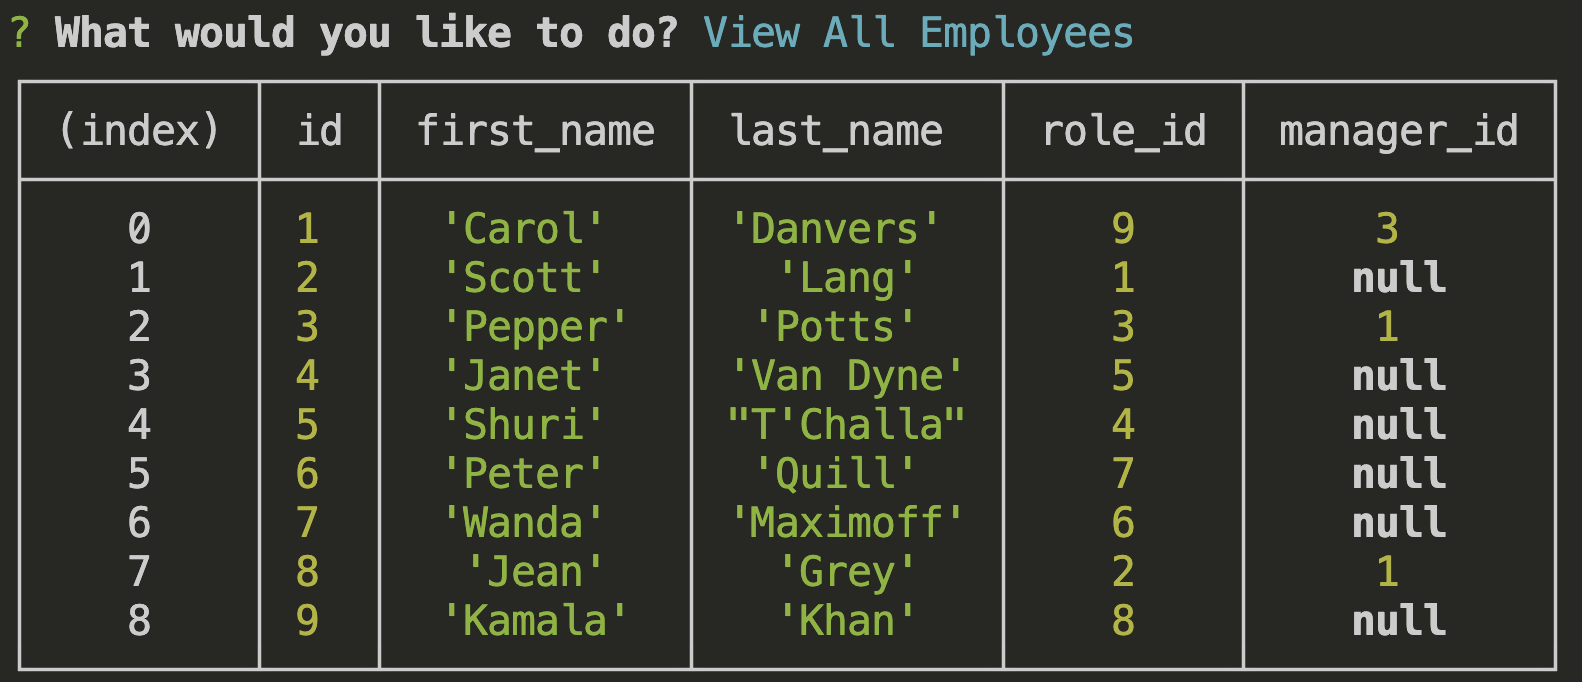 ? What would you like to do? View All Employees
(index) id first_name last_name role_id manager_id
0 1 'Carol' 'Danvers' 9 3
1 2 'Scott' 'Lang' 1 null
2 3 'Pepper' 'Potts' 3 1
3 4 'Janet' 'Van Dyne' 5 null
4 5 'Shuri' "T'Challa" 4 null
5 6 'Peter' 'Quill' 7 null
6 7 'Wanda' 'Maximoff' 6 null
7 8 'Jean' 'Grey' 2 1
8 9 'Kamala' 'Khan' 8 null